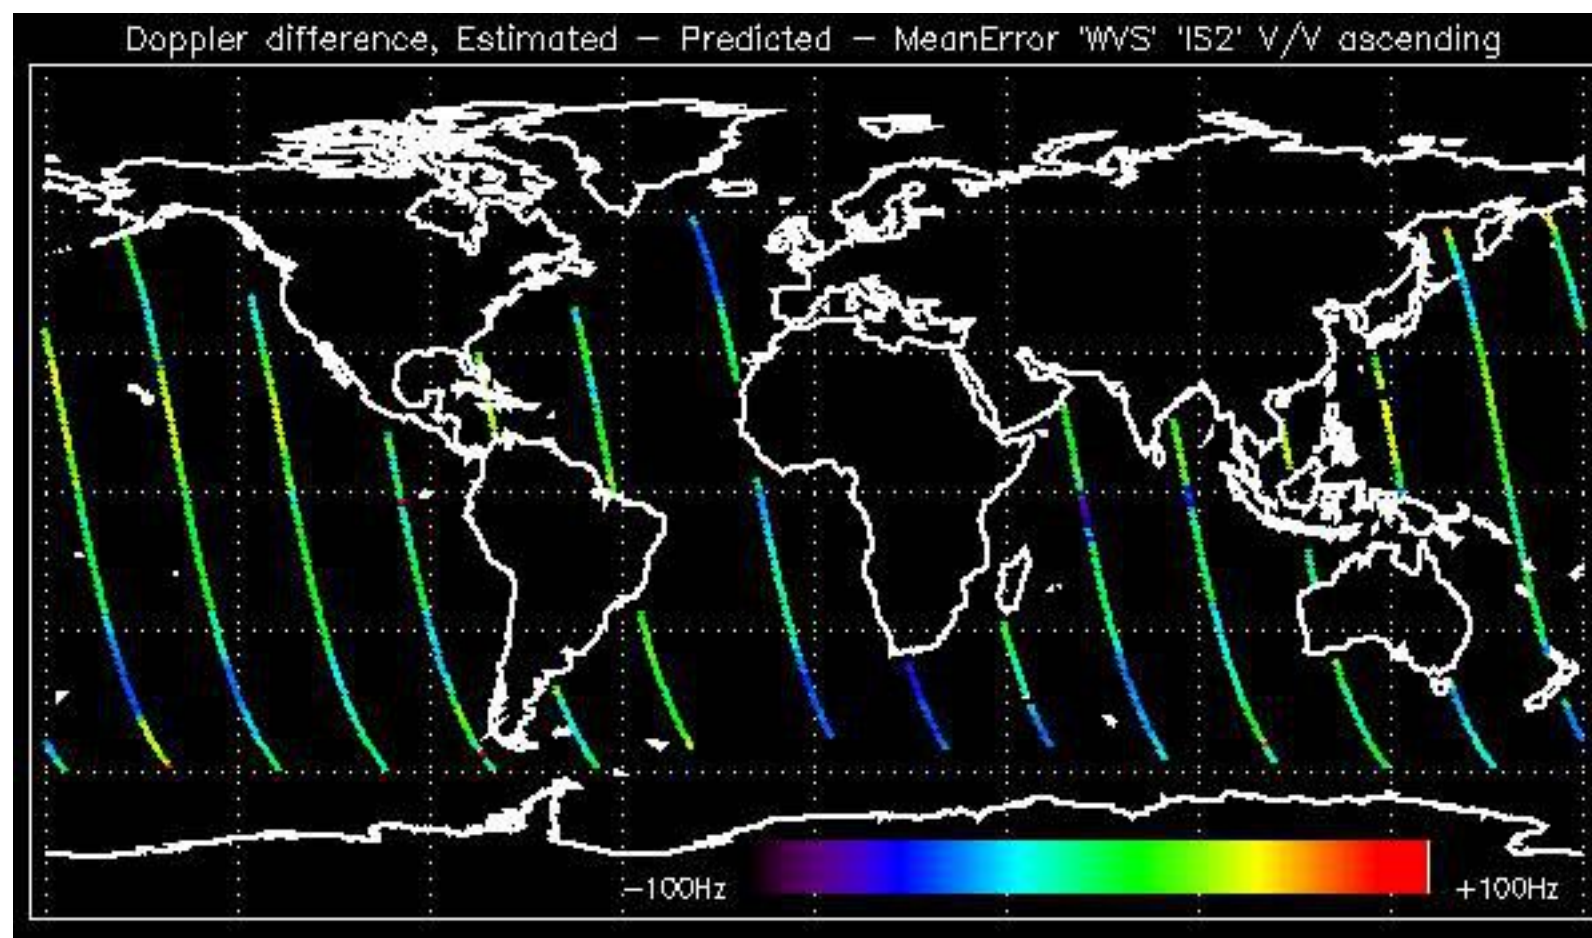 Doppler difference, Estimated – Predicted – MeanError 'WVS' 'IS2' V/V ascending
–100Hz
+100Hz